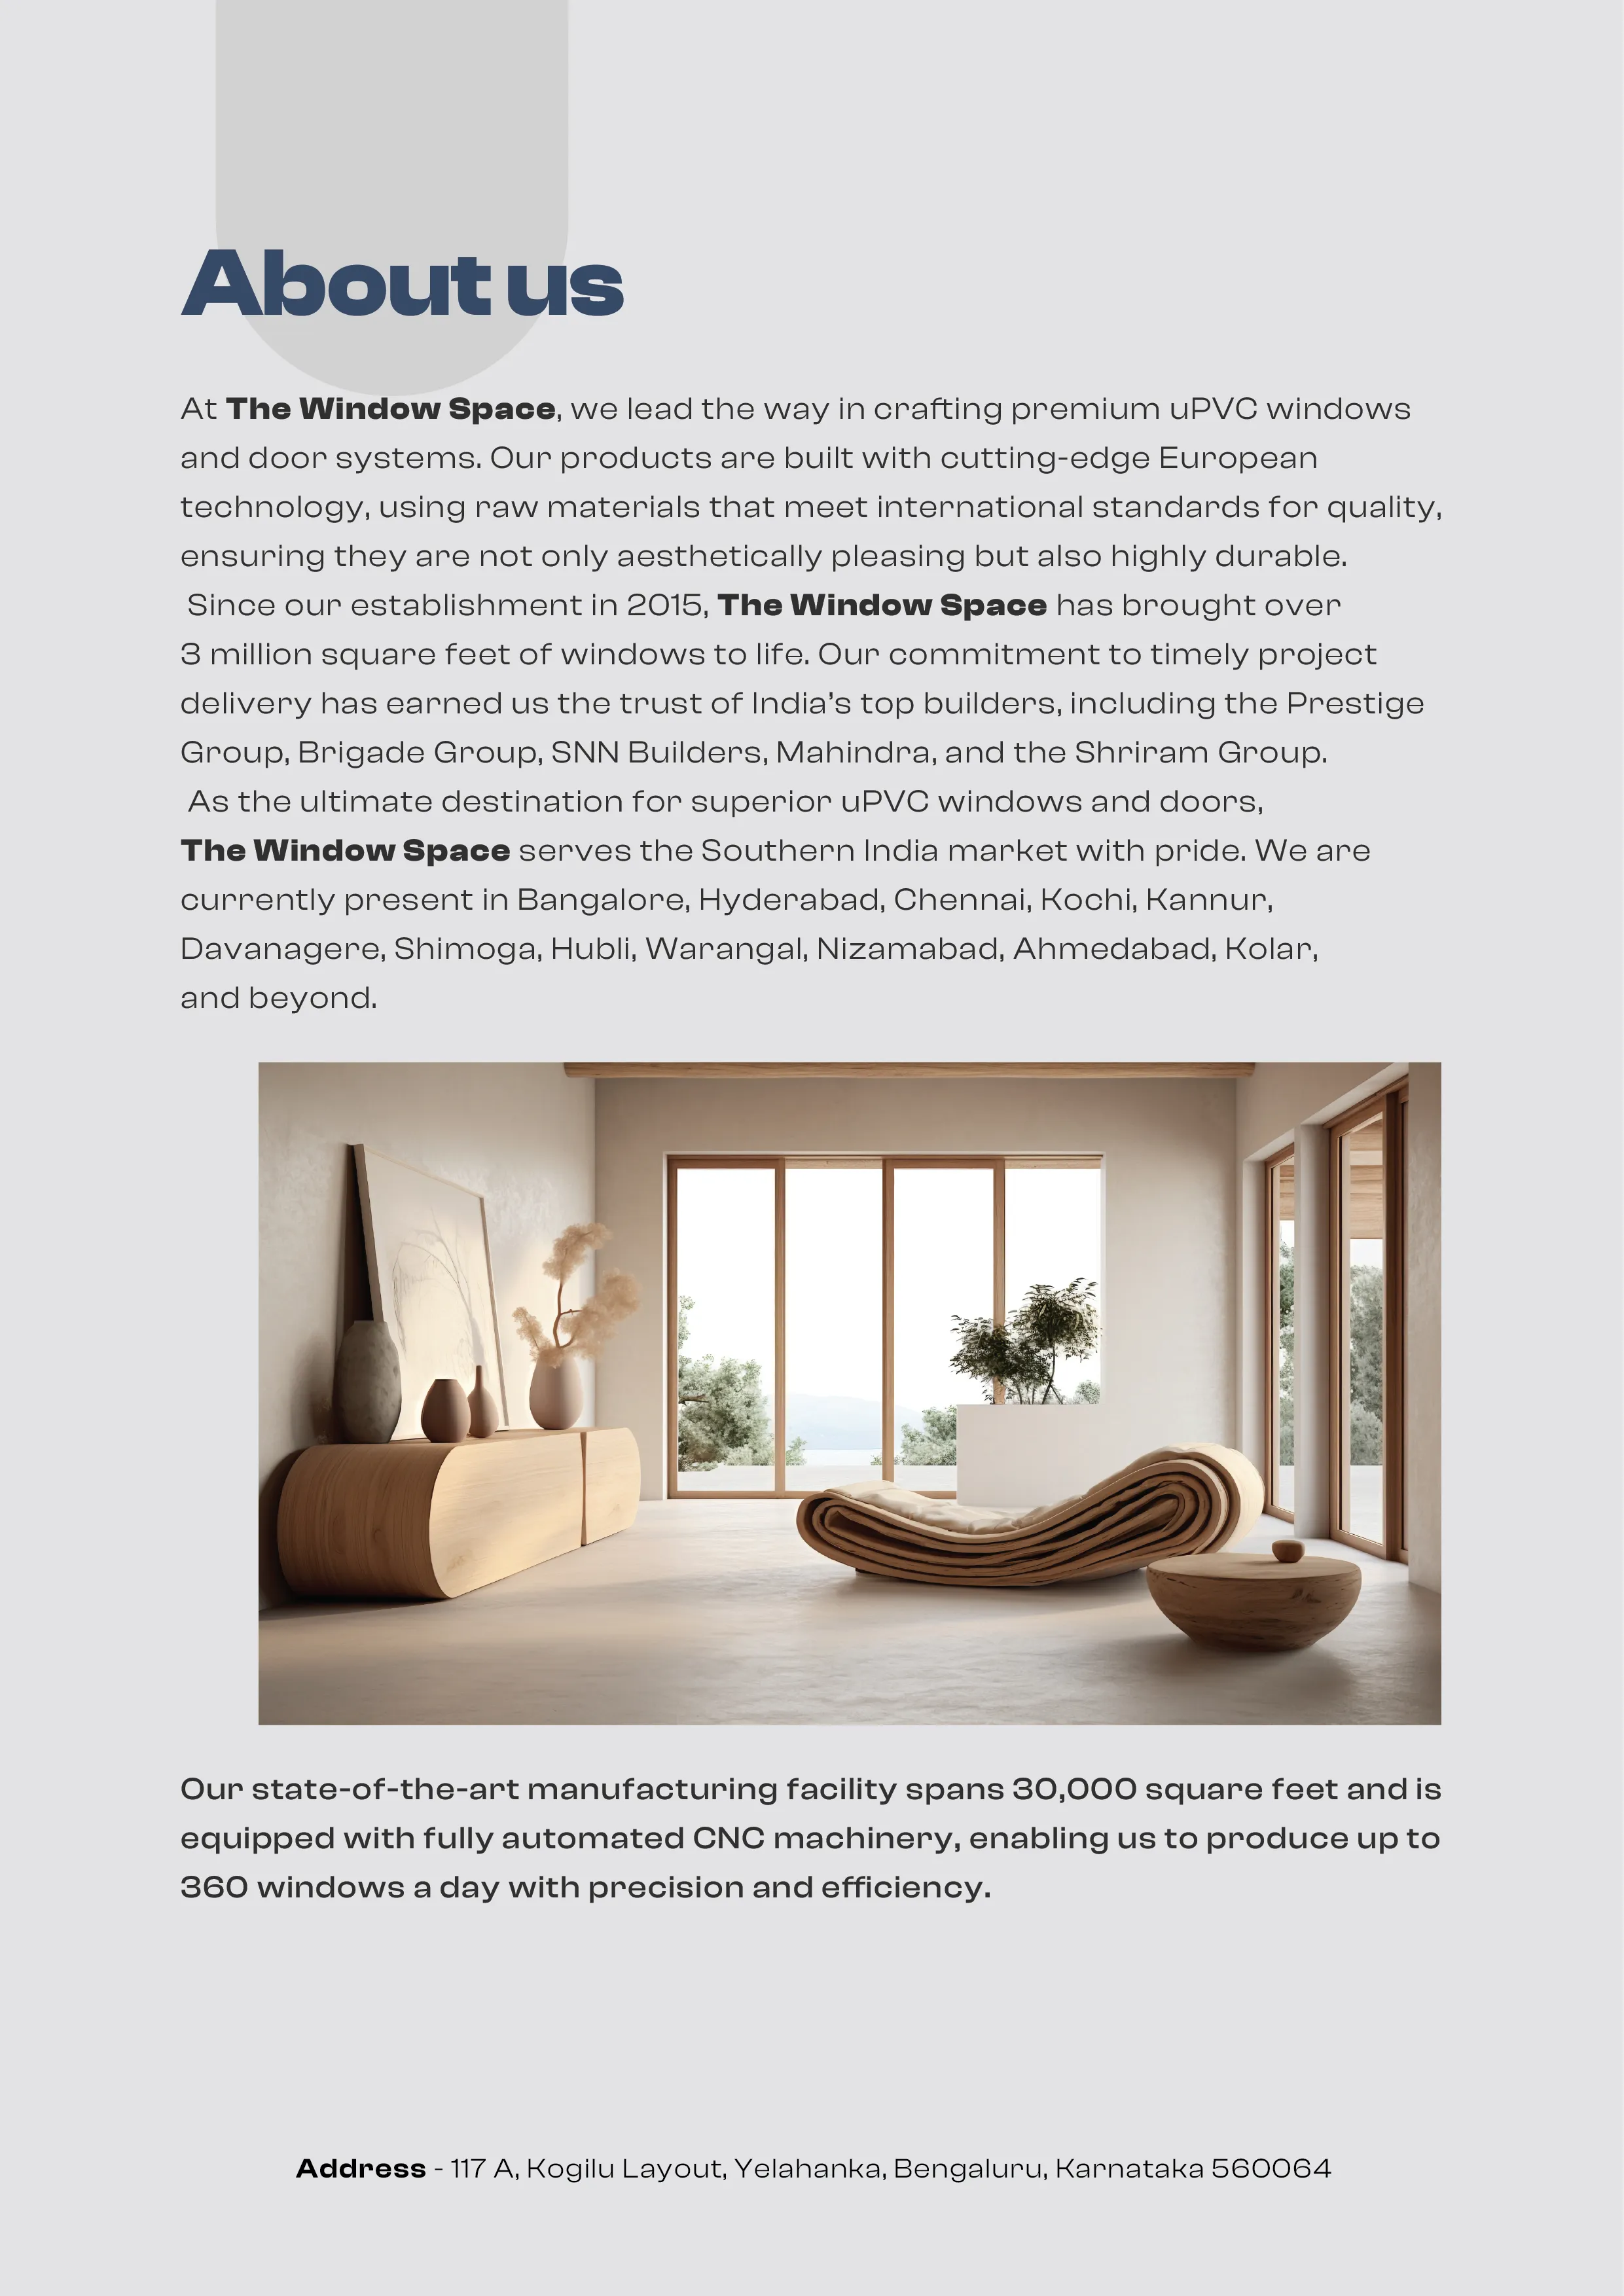 About us
At The Window Space, we lead the way in crafting premium uPVC windows
and door systems. Our products are built with cutting-edge European
technology, using raw materials that meet international standards for quality,
ensuring they are not only aesthetically pleasing but also highly durable.
Since our establishment in 2015, The Window Space has brought over
3 million square feet of windows to life. Our commitment to timely project
delivery has earned us the trust of India’s top builders, including the Prestige
Group, Brigade Group, SNN Builders, Mahindra, and the Shriram Group.
As the ultimate destination for superior uPVC windows and doors,
The Window Space serves the Southern India market with pride. We are
currently present in Bangalore, Hyderabad, Chennai, Kochi, Kannur,
Davanagere, Shimoga, Hubli, Warangal, Nizamabad, Ahmedabad, Kolar,
and beyond.
Our state-of-the-art manufacturing facility spans 30,000 square feet and is
equipped with fully automated CNC machinery, enabling us to produce up to
360 windows a day with precision and efficiency.
Address - 117 A, Kogilu Layout, Yelahanka, Bengaluru, Karnataka 560064